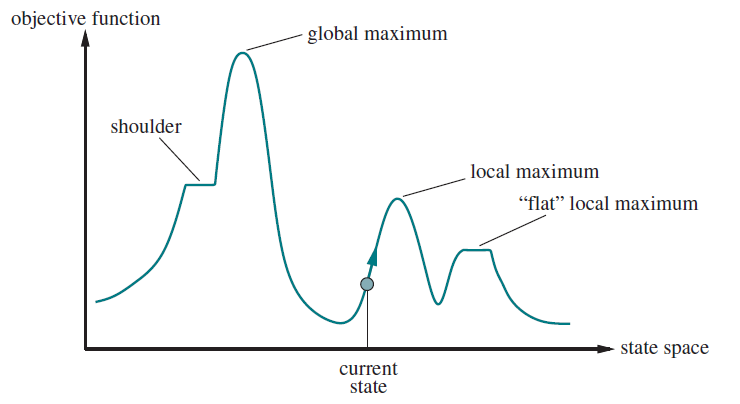 objective function
global maximum
shoulder
local maximum
“flat” local maximum
state space
current
state